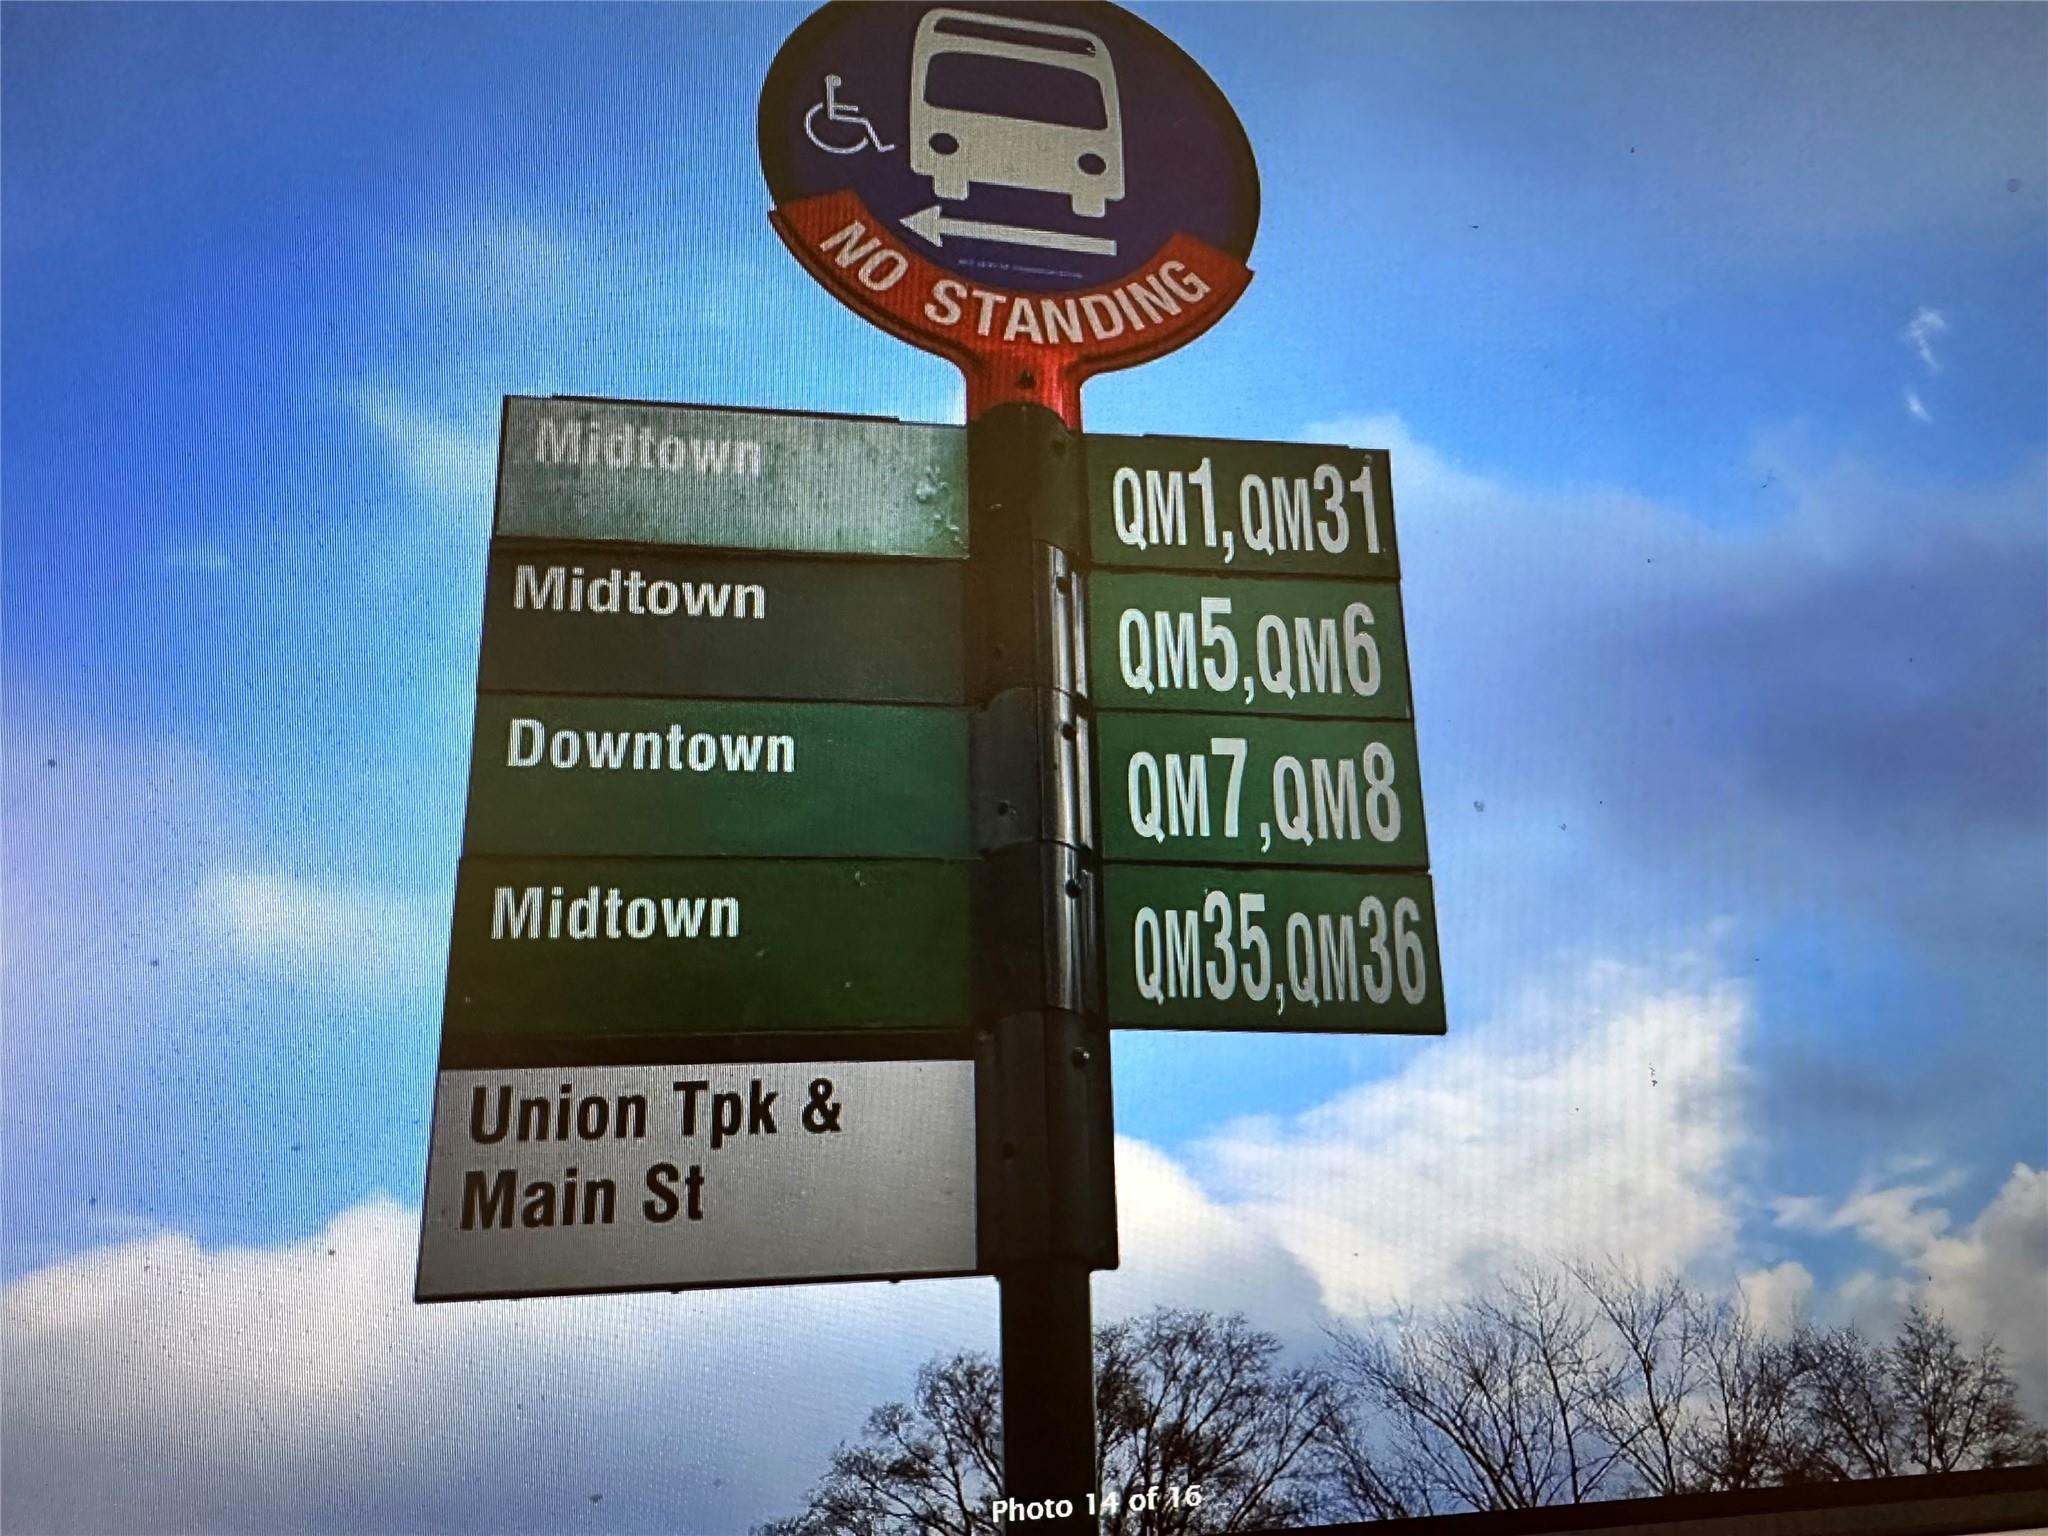 NO STANDING
Midtown
QM1,QM31
Midtown
QM5,QM6
Downtown
QM7,QM8
Midtown
QM35,QM36
Union Tpk &
Main St
Photo 14 of 16